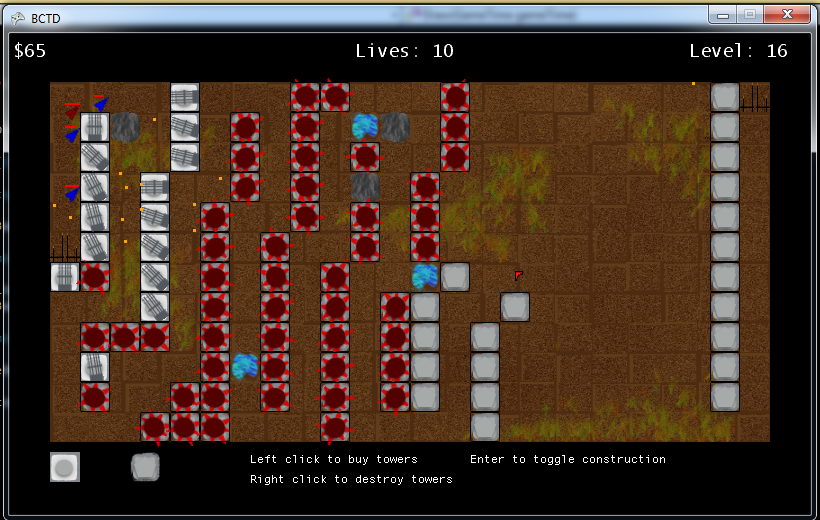 BCTD
$65
Lives: 10
Level: 16
Left click to buy towers
Enter to toggle construction
Right click to destroy towers